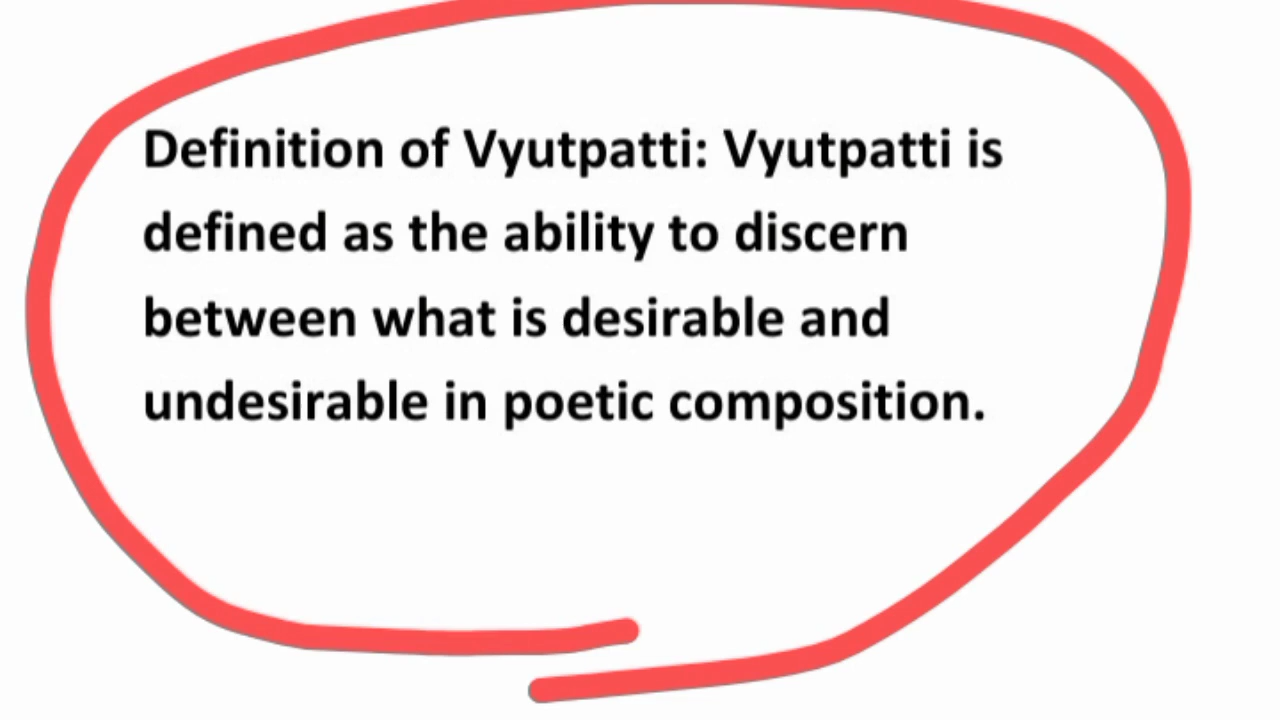 Definition of Vyutpatti: Vyutpatti is
defined as the ability to discern
between what is desirable and
undesirable in poetic composition.